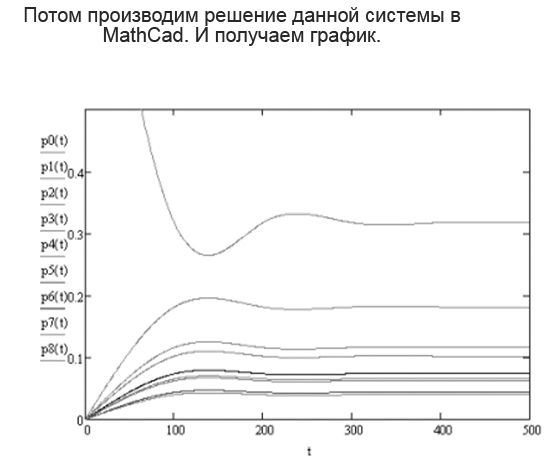 Потом производим решение данной системы в
MathCad. И получаем график.
p0(t)
p1(t)
p2(t)
p3(t)
p4(t)
p5(t)
p6(t)
p7(t)
p8(t)
0.4
0.3
0.2
0.1
0
0 100 200 300 400 500
t